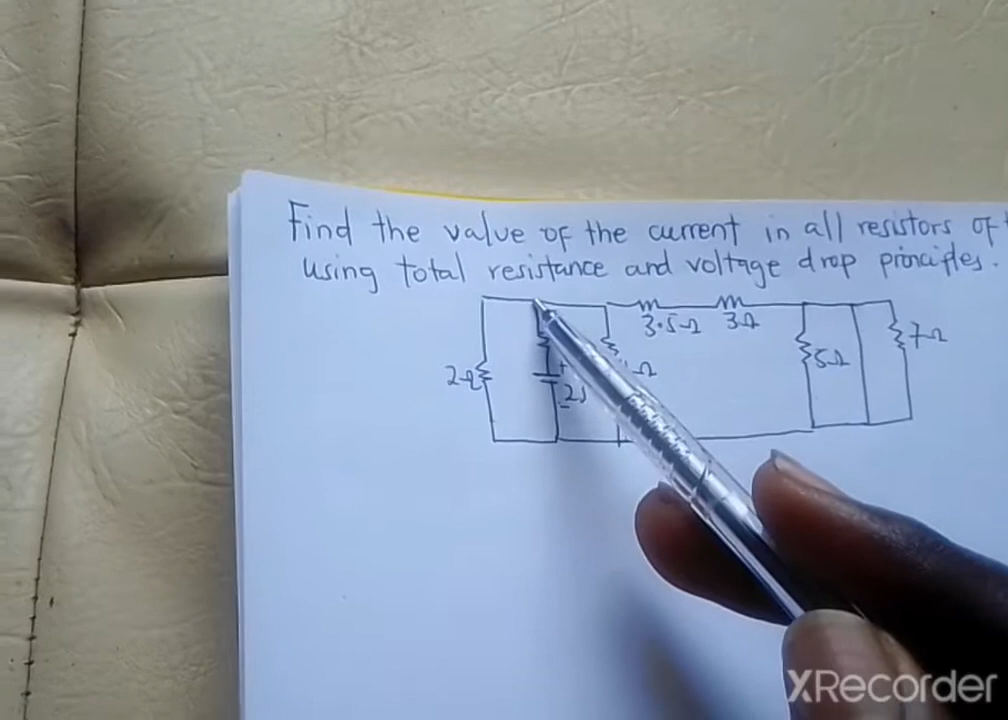 Find the value of the current in all resistors of
using total resistance and voltage drop principles.
3.5Ω 3Ω
7Ω
5Ω
2Ω
+
-
XRecorder